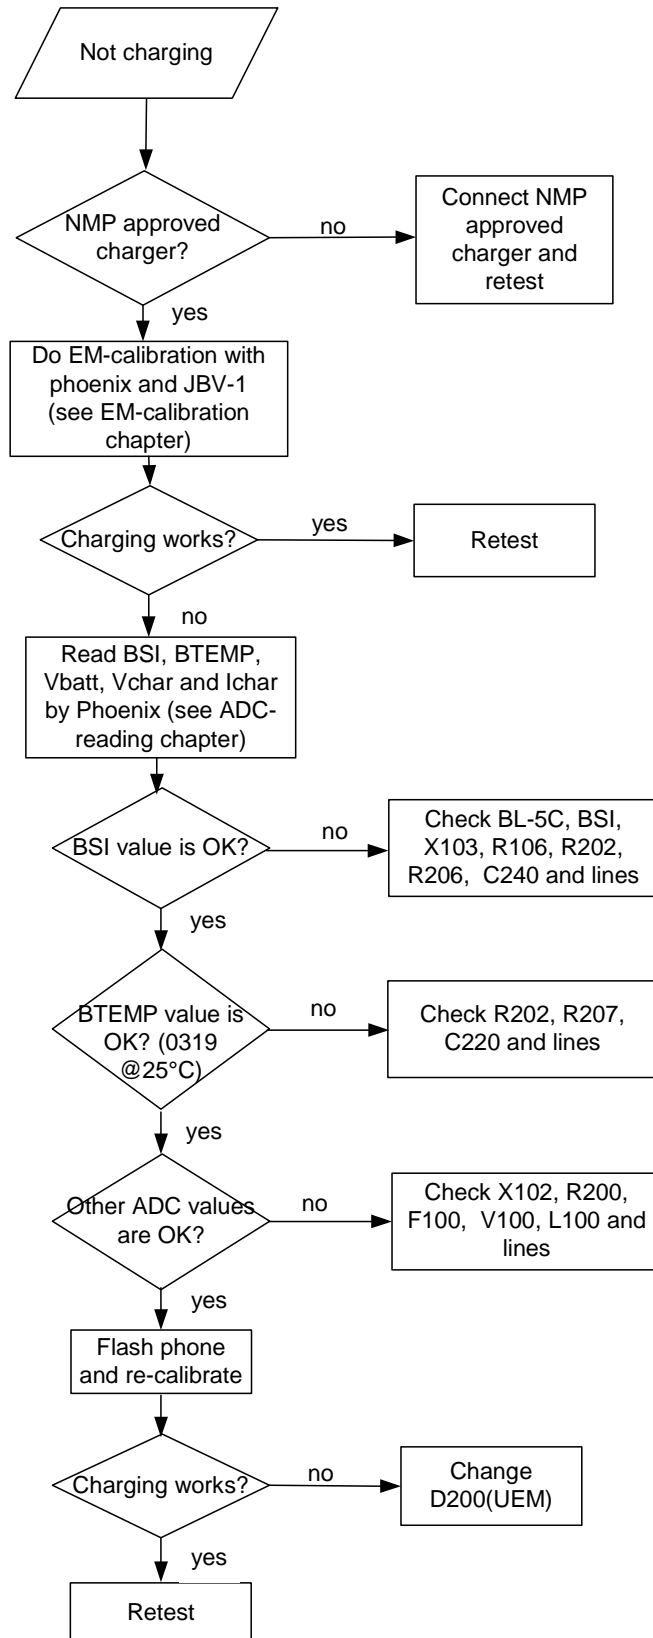 Not charging
NMP approved
charger?
no
Connect NMP
approved
charger and
retest
yes
Do EM-calibration with
phoenix and JBV-1
(see EM-calibration
chapter)
Charging works?
yes
Retest
no
Read BSI, BTEMP,
Vbatt, Vchar and Ichar
by Phoenix (see ADC-
reading chapter)
BSI value is OK?
no
Check BL-5C, BSI,
X103, R106, R202,
R206, C240 and lines
yes
BTEMP value is
OK? (0319
@25°C)
no
Check R202, R207,
C220 and lines
yes
Other ADC values
are OK?
no
Check X102, R200,
F100, V100, L100 and
lines
yes
Flash phone
and re-calibrate
Charging works?
no
Change
D200(UEM)
yes
Retest